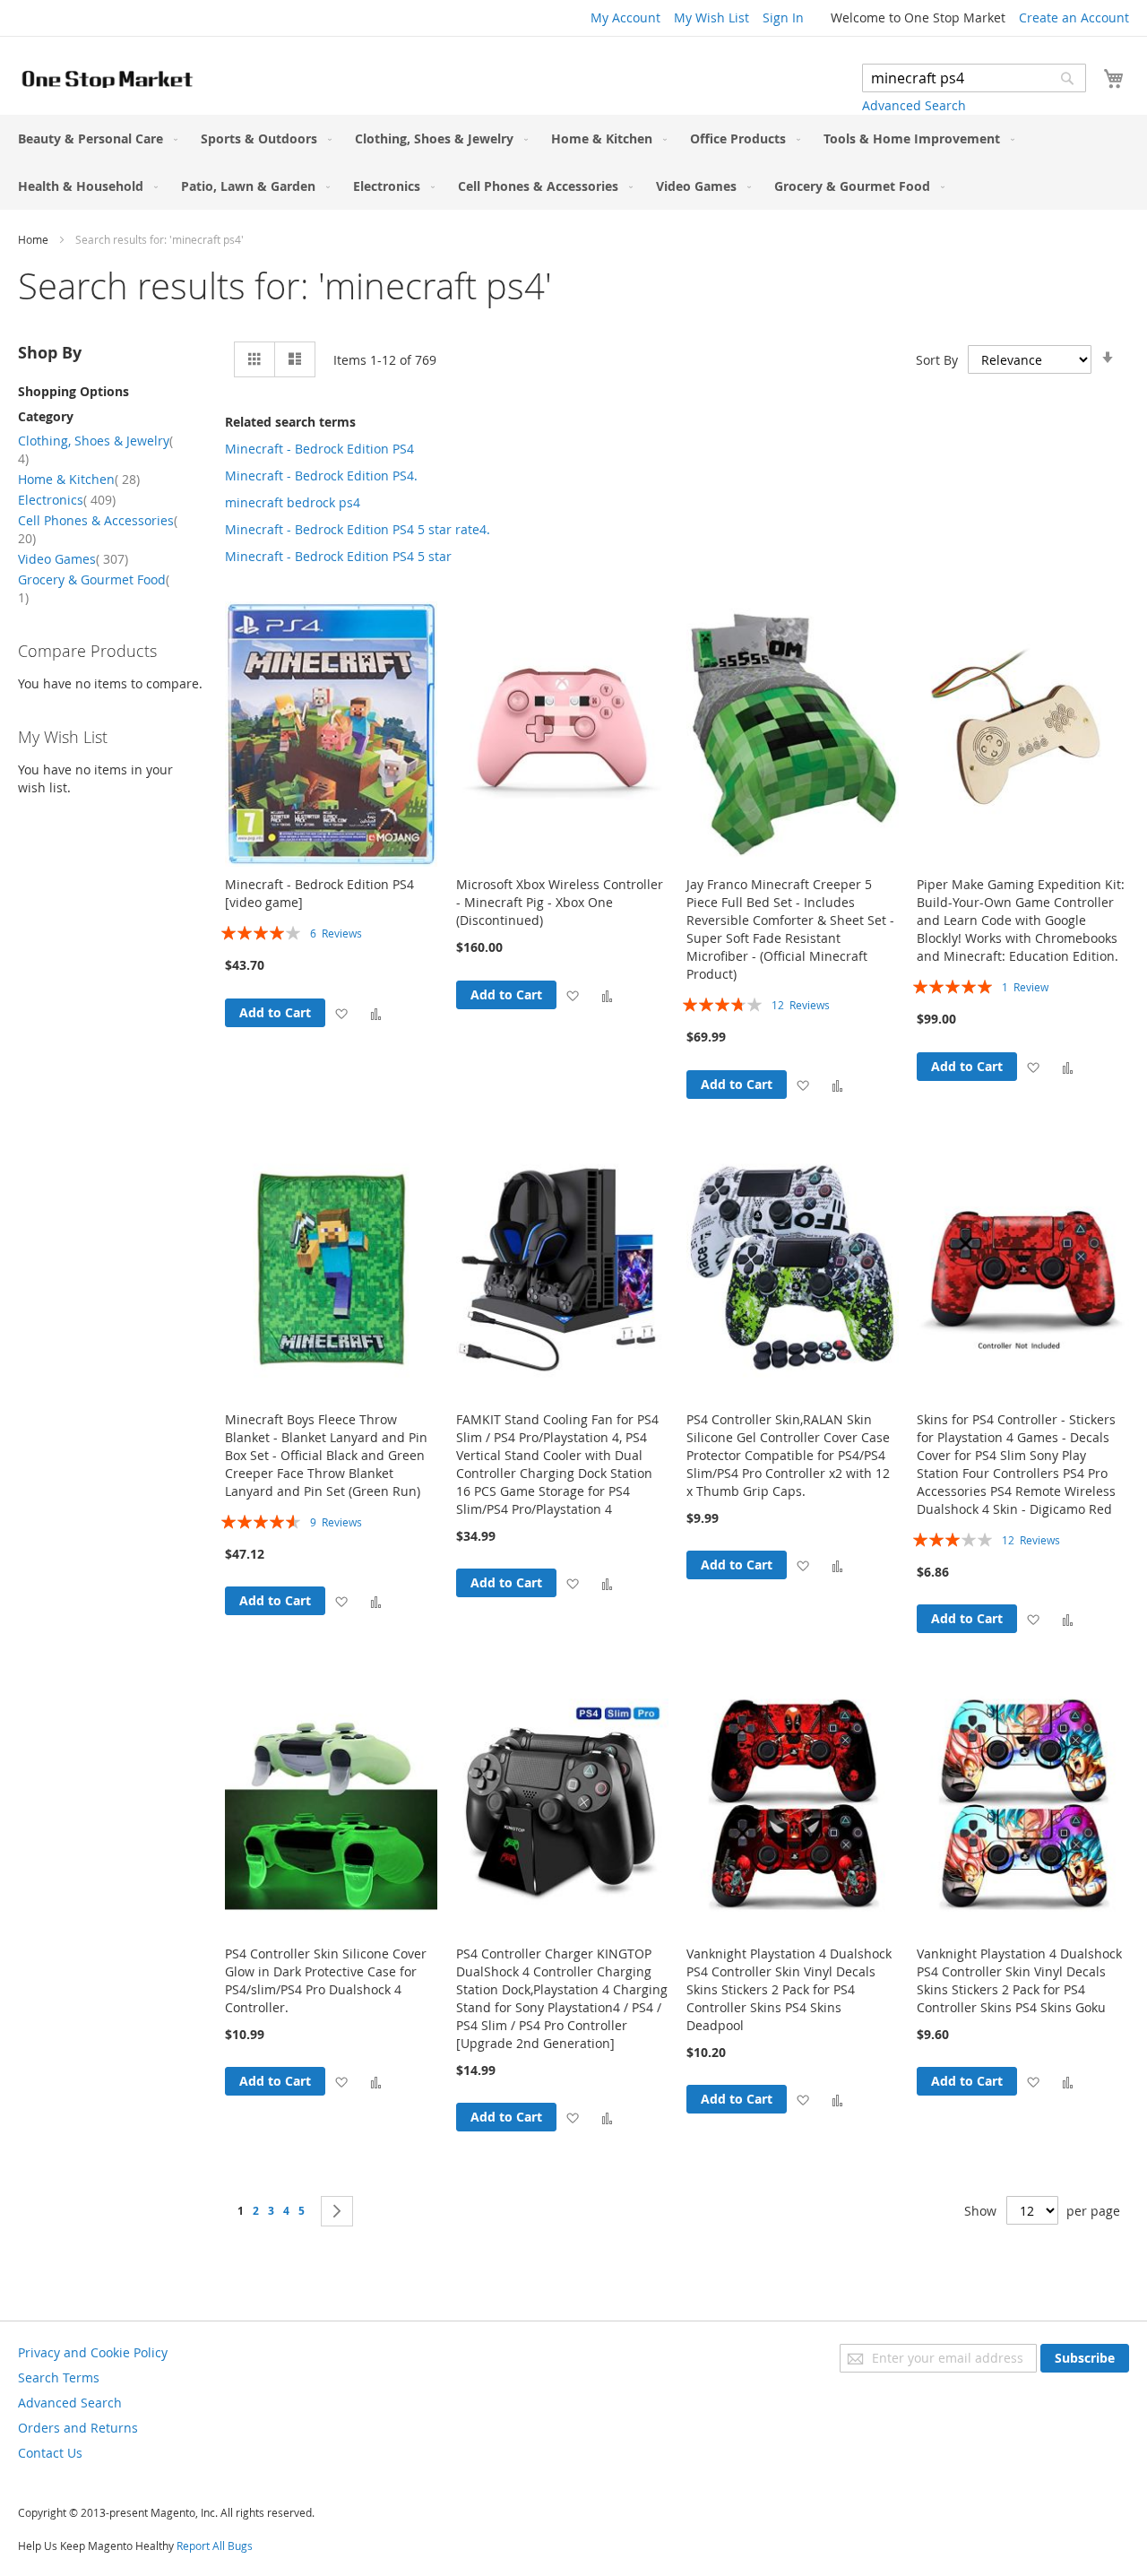 My Account My Wish List Sign In Welcome to One Stop Market Create an Account
One Stop Market
minecraft ps4
Advanced Search
Beauty & Personal Care Sports & Outdoors Clothing, Shoes & Jewelry Home & Kitchen Office Products Tools & Home Improvement
Health & Household Patio, Lawn & Garden Electronics Cell Phones & Accessories Video Games Grocery & Gourmet Food
Home Search results for: 'minecraft ps4'
Search results for: 'minecraft ps4'
Shop By
Shopping Options
Category
Clothing, Shoes & Jewelry(
4)
Home & Kitchen( 28)
Electronics( 409)
Cell Phones & Accessories(
20)
Video Games( 307)
Grocery & Gourmet Food(
1)
Compare Products
You have no items to compare.
My Wish List
You have no items in your
wish list.
Items 1-12 of 769
Sort By Relevance
Related search terms
Minecraft - Bedrock Edition PS4
Minecraft - Bedrock Edition PS4.
minecraft bedrock ps4
Minecraft - Bedrock Edition PS4 5 star rate4.
Minecraft - Bedrock Edition PS4 5 star
PS4
MINECRAFT
7
MOJANG
Minecraft - Bedrock Edition PS4
[video game]
6 Reviews
$43.70
Add to Cart
Microsoft Xbox Wireless Controller
- Minecraft Pig - Xbox One
(Discontinued)
$160.00
Add to Cart
Jay Franco Minecraft Creeper 5
Piece Full Bed Set - Includes
Reversible Comforter & Sheet Set -
Super Soft Fade Resistant
Microfiber - (Official Minecraft
Product)
12 Reviews
$69.99
Add to Cart
Piper Make Gaming Expedition Kit:
Build-Your-Own Game Controller
and Learn Code with Google
Blockly! Works with Chromebooks
and Minecraft: Education Edition.
1 Review
$99.00
Add to Cart
MINECRAFT
Minecraft Boys Fleece Throw
Blanket - Blanket Lanyard and Pin
Box Set - Official Black and Green
Creeper Face Throw Blanket
Lanyard and Pin Set (Green Run)
9 Reviews
$47.12
Add to Cart
FAMKIT Stand Cooling Fan for PS4
Slim / PS4 Pro/Playstation 4, PS4
Vertical Stand Cooler with Dual
Controller Charging Dock Station
16 PCS Game Storage for PS4
Slim/PS4 Pro/Playstation 4
$34.99
Add to Cart
PS4 Controller Skin,RALAN Skin
Silicone Gel Controller Cover Case
Protector Compatible for PS4/PS4
Slim/PS4 Pro Controller x2 with 12
x Thumb Grip Caps.
$9.99
Add to Cart
Controller Not Included
Skins for PS4 Controller - Stickers
for Playstation 4 Games - Decals
Cover for PS4 Slim Sony Play
Station Four Controllers PS4 Pro
Accessories PS4 Remote Wireless
Dualshock 4 Skin - Digicamo Red
12 Reviews
$6.86
Add to Cart
PS4 Controller Skin Silicone Cover
Glow in Dark Protective Case for
PS4/slim/PS4 Pro Dualshock 4
Controller.
$10.99
Add to Cart
PS4 Slim Pro
KINGTOP
PS4 Controller Charger KINGTOP
DualShock 4 Controller Charging
Station Dock,Playstation 4 Charging
Stand for Sony Playstation4 / PS4 /
PS4 Slim / PS4 Pro Controller
[Upgrade 2nd Generation]
$14.99
Add to Cart
Vanknight Playstation 4 Dualshock
PS4 Controller Skin Vinyl Decals
Skins Stickers 2 Pack for PS4
Controller Skins PS4 Skins
Deadpool
$10.20
Add to Cart
Vanknight Playstation 4 Dualshock
PS4 Controller Skin Vinyl Decals
Skins Stickers 2 Pack for PS4
Controller Skins PS4 Skins Goku
$9.60
Add to Cart
1 2 3 4 5
Show 12 per page
Privacy and Cookie Policy
Search Terms
Advanced Search
Orders and Returns
Contact Us
Enter your email address Subscribe
Copyright © 2013-present Magento, Inc. All rights reserved.
Help Us Keep Magento Healthy Report All Bugs